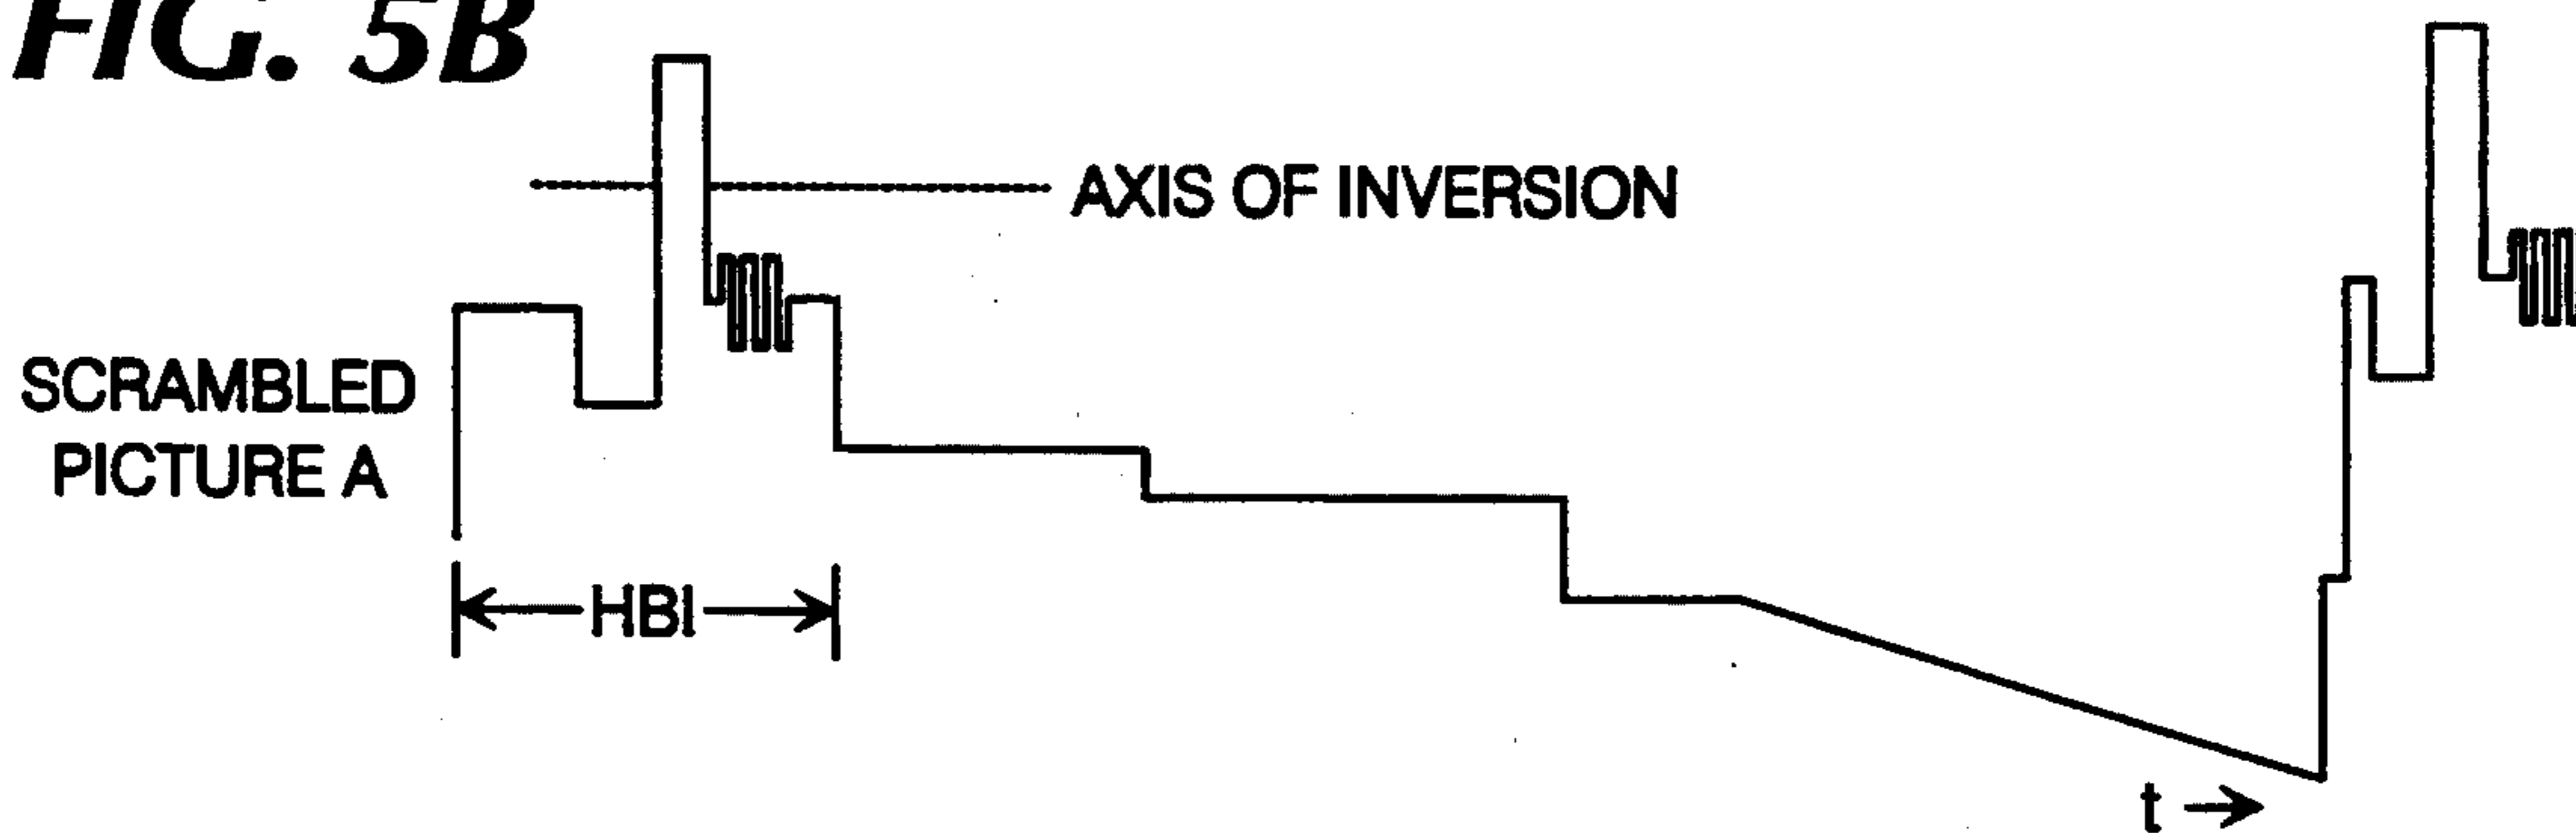 FIG. 5B
AXIS OF INVERSION
SCRAMBLED
PICTURE A
HBI
t